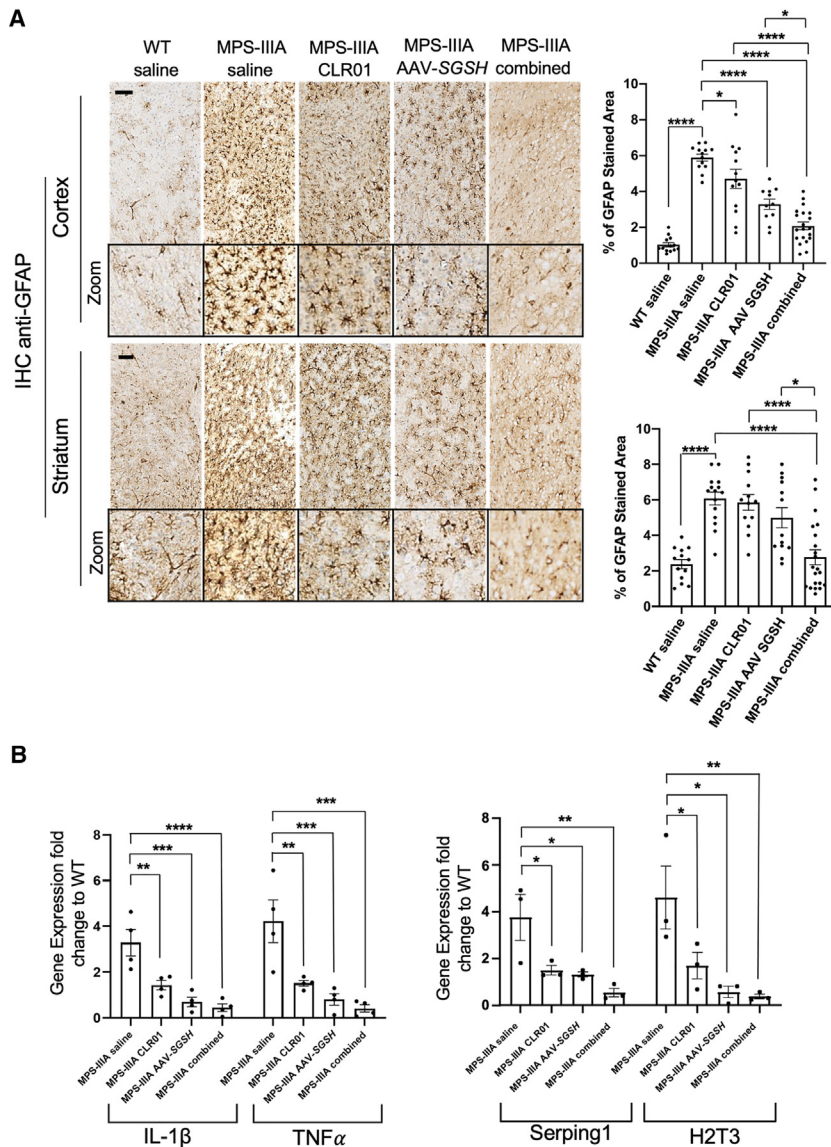 A
WT
saline
MPS-IIIA
saline
MPS-IIIA
CLR01
MPS-IIIA
AAV-SGSH
MPS-IIIA
combined
IHC anti-GFAP
Cortex
Zoom
Striatum
Zoom
% of GFAP Stained Area
10
8
6
4
2
0
****
*
****
****
****
*
WT saline
MPS-IIIA saline
MPS-IIIA CLR01
MPS-IIIA AAV SGSH
MPS-IIIA combined
% of GFAP Stained Area
10
8
6
4
2
0
****
****
****
*
WT saline
MPS-IIIA saline
MPS-IIIA CLR01
MPS-IIIA AAV SGSH
MPS-IIIA combined
B
Gene Expression fold
change to WT
8
6
4
2
0
****
***
**
***
***
**
MPS-IIIA saline
MPS-IIIA CLR01
MPS-IIIA AAV-SGSH
MPS-IIIA combined
MPS-IIIA saline
MPS-IIIA CLR01
MPS-IIIA AAV-SGSH
MPS-IIIA combined
IL-1β
TNFα
Gene Expression fold
change to WT
8
6
4
2
0
**
*
*
**
*
*
MPS-IIIA saline
MPS-IIIA CLR01
MPS-IIIA AAV-SGSH
MPS-IIIA combined
MPS-IIIA saline
MPS-IIIA CLR01
MPS-IIIA AAV-SGSH
MPS-IIIA combined
Serping1
H2T3